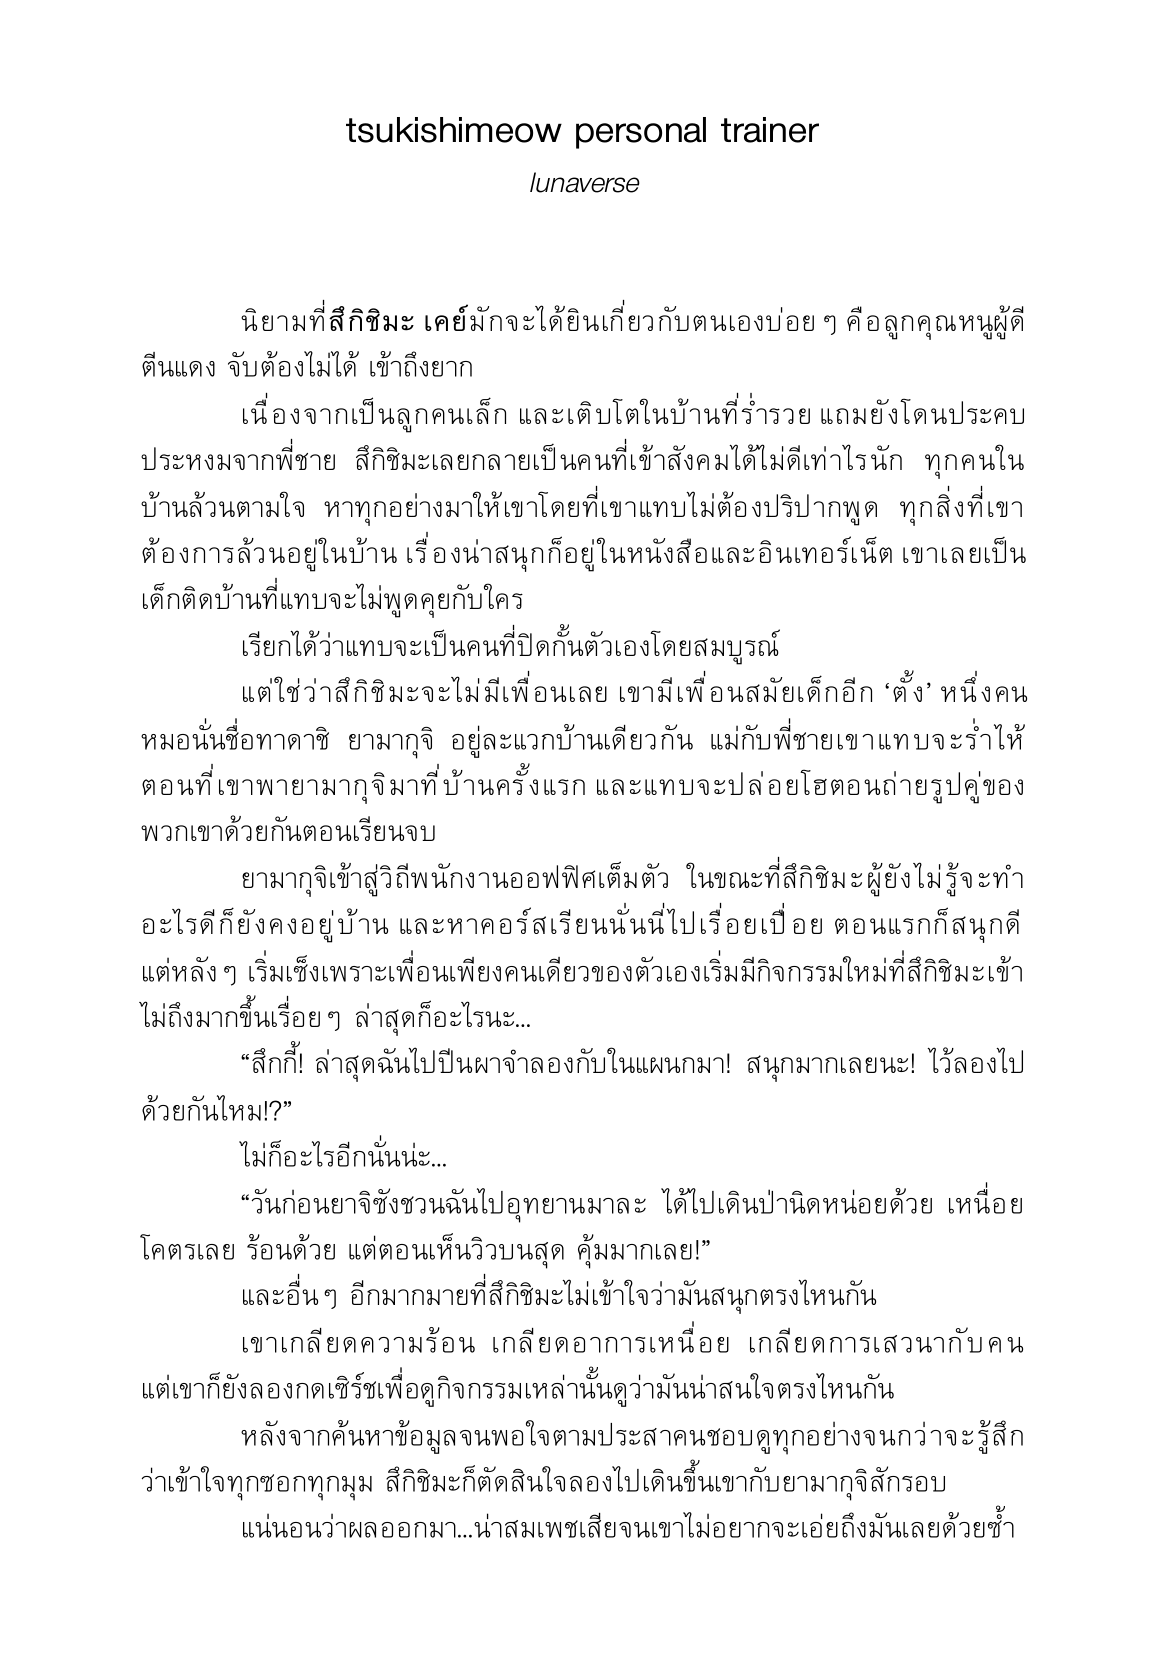 tsukishimeow personal trainer
lunaverse
นิยามที่สึกิชิมะ เคย์มักจะได้ยินเกี่ยวกับตนเองบ่อย ๆ คือลูกคุณหนูผู้ดี
ตีนแดง จับต้องไม่ได้ เข้าถึงยาก
เนื่องจากเป็นลูกคนเล็ก และเติบโตในบ้านที่ร่ำรวย แถมยังโดนประคบ
ประหงมจากพี่ชาย สึกิชิมะเลยกลายเป็นคนที่เข้าสังคมได้ไม่ดีเท่าไรนัก ทุกคนใน
บ้านล้วนตามใจ หาทุกอย่างมาให้เขาโดยที่เขาแทบไม่ต้องปริปากพูด ทุกสิ่งที่เขา
ต้องการล้วนอยู่ในบ้าน เรื่องน่าสนุกก็อยู่ในหนังสือและอินเทอร์เน็ต เขาเลยเป็น
เด็กติดบ้านที่แทบจะไม่พูดคุยกับใคร
เรียกได้ว่าแทบจะเป็นคนที่ปิดกั้นตัวเองโดยสมบูรณ์
แต่ใช่ว่าสึกิชิมะจะไม่มีเพื่อนเลย เขามีเพื่อนสมัยเด็กอีก ‘ตั้ง’ หนึ่งคน
หมอนั่นชื่อทาดาชิ ยามากุจิ อยู่ละแวกบ้านเดียวกัน แม่กับพี่ชายเขาแทบจะร่ำไห้
ตอนที่เขาพายามากุจิมาที่บ้านครั้งแรก และแทบจะปล่อยโฮตอนถ่ายรูปคู่ของ
พวกเขาด้วยกันตอนเรียนจบ
ยามากุจิเข้าสู่วิถีพนักงานออฟฟิศเต็มตัว ในขณะที่สึกิชิมะผู้ยังไม่รู้จะทำ
อะไรดีก็ยังคงอยู่บ้าน และหาคอร์สเรียนนั่นนี่ไปเรื่อยเปื่อย ตอนแรกก็สนุกดี
แต่หลังๆ เริ่มเซ็งเพราะเพื่อนเพียงคนเดียวของตัวเองเริ่มมีกิจกรรมใหม่ที่สึกิชิมะเข้า
ไม่ถึงมากขึ้นเรื่อยๆ ล่าสุดก็อะไรนะ...
“สึกกี้! ล่าสุดฉันไปปีนผาจำลองกับในแผนกมา! สนุกมากเลยนะ! ไว้ลองไป
ด้วยกันไหม!?”
ไม่ก็อะไรอีกนั่นน่ะ...
“วันก่อนยาจิซังชวนฉันไปอุทยานมาละ ได้ไปเดินป่านิดหน่อยด้วย เหนื่อย
โคตรเลย ร้อนด้วย แต่ตอนเห็นวิวบนสุด คุ้มมากเลย!”
และอื่นๆ อีกมากมายที่สึกิชิมะไม่เข้าใจว่ามันสนุกตรงไหนกัน
เขาเกลียดความร้อน เกลียดอาการเหนื่อย เกลียดการเสวนากับคน
แต่เขาก็ยังลองกดเซิร์ชเพื่อดูกิจกรรมเหล่านั้นดูว่ามันน่าสนใจตรงไหนกัน
หลังจากค้นหาข้อมูลจนพอใจตามประสาคนชอบดูทุกอย่างจนกว่าจะรู้สึก
ว่าเข้าใจทุกซอกทุกมุม สึกิชิมะก็ตัดสินใจลองไปเดินขึ้นเขากับยามากุจิสักรอบ
แน่นอนว่าผลออกมา...น่าสมเพชเสียจนเขาไม่อยากจะเอ่ยถึงมันเลยด้วยซ้ำ